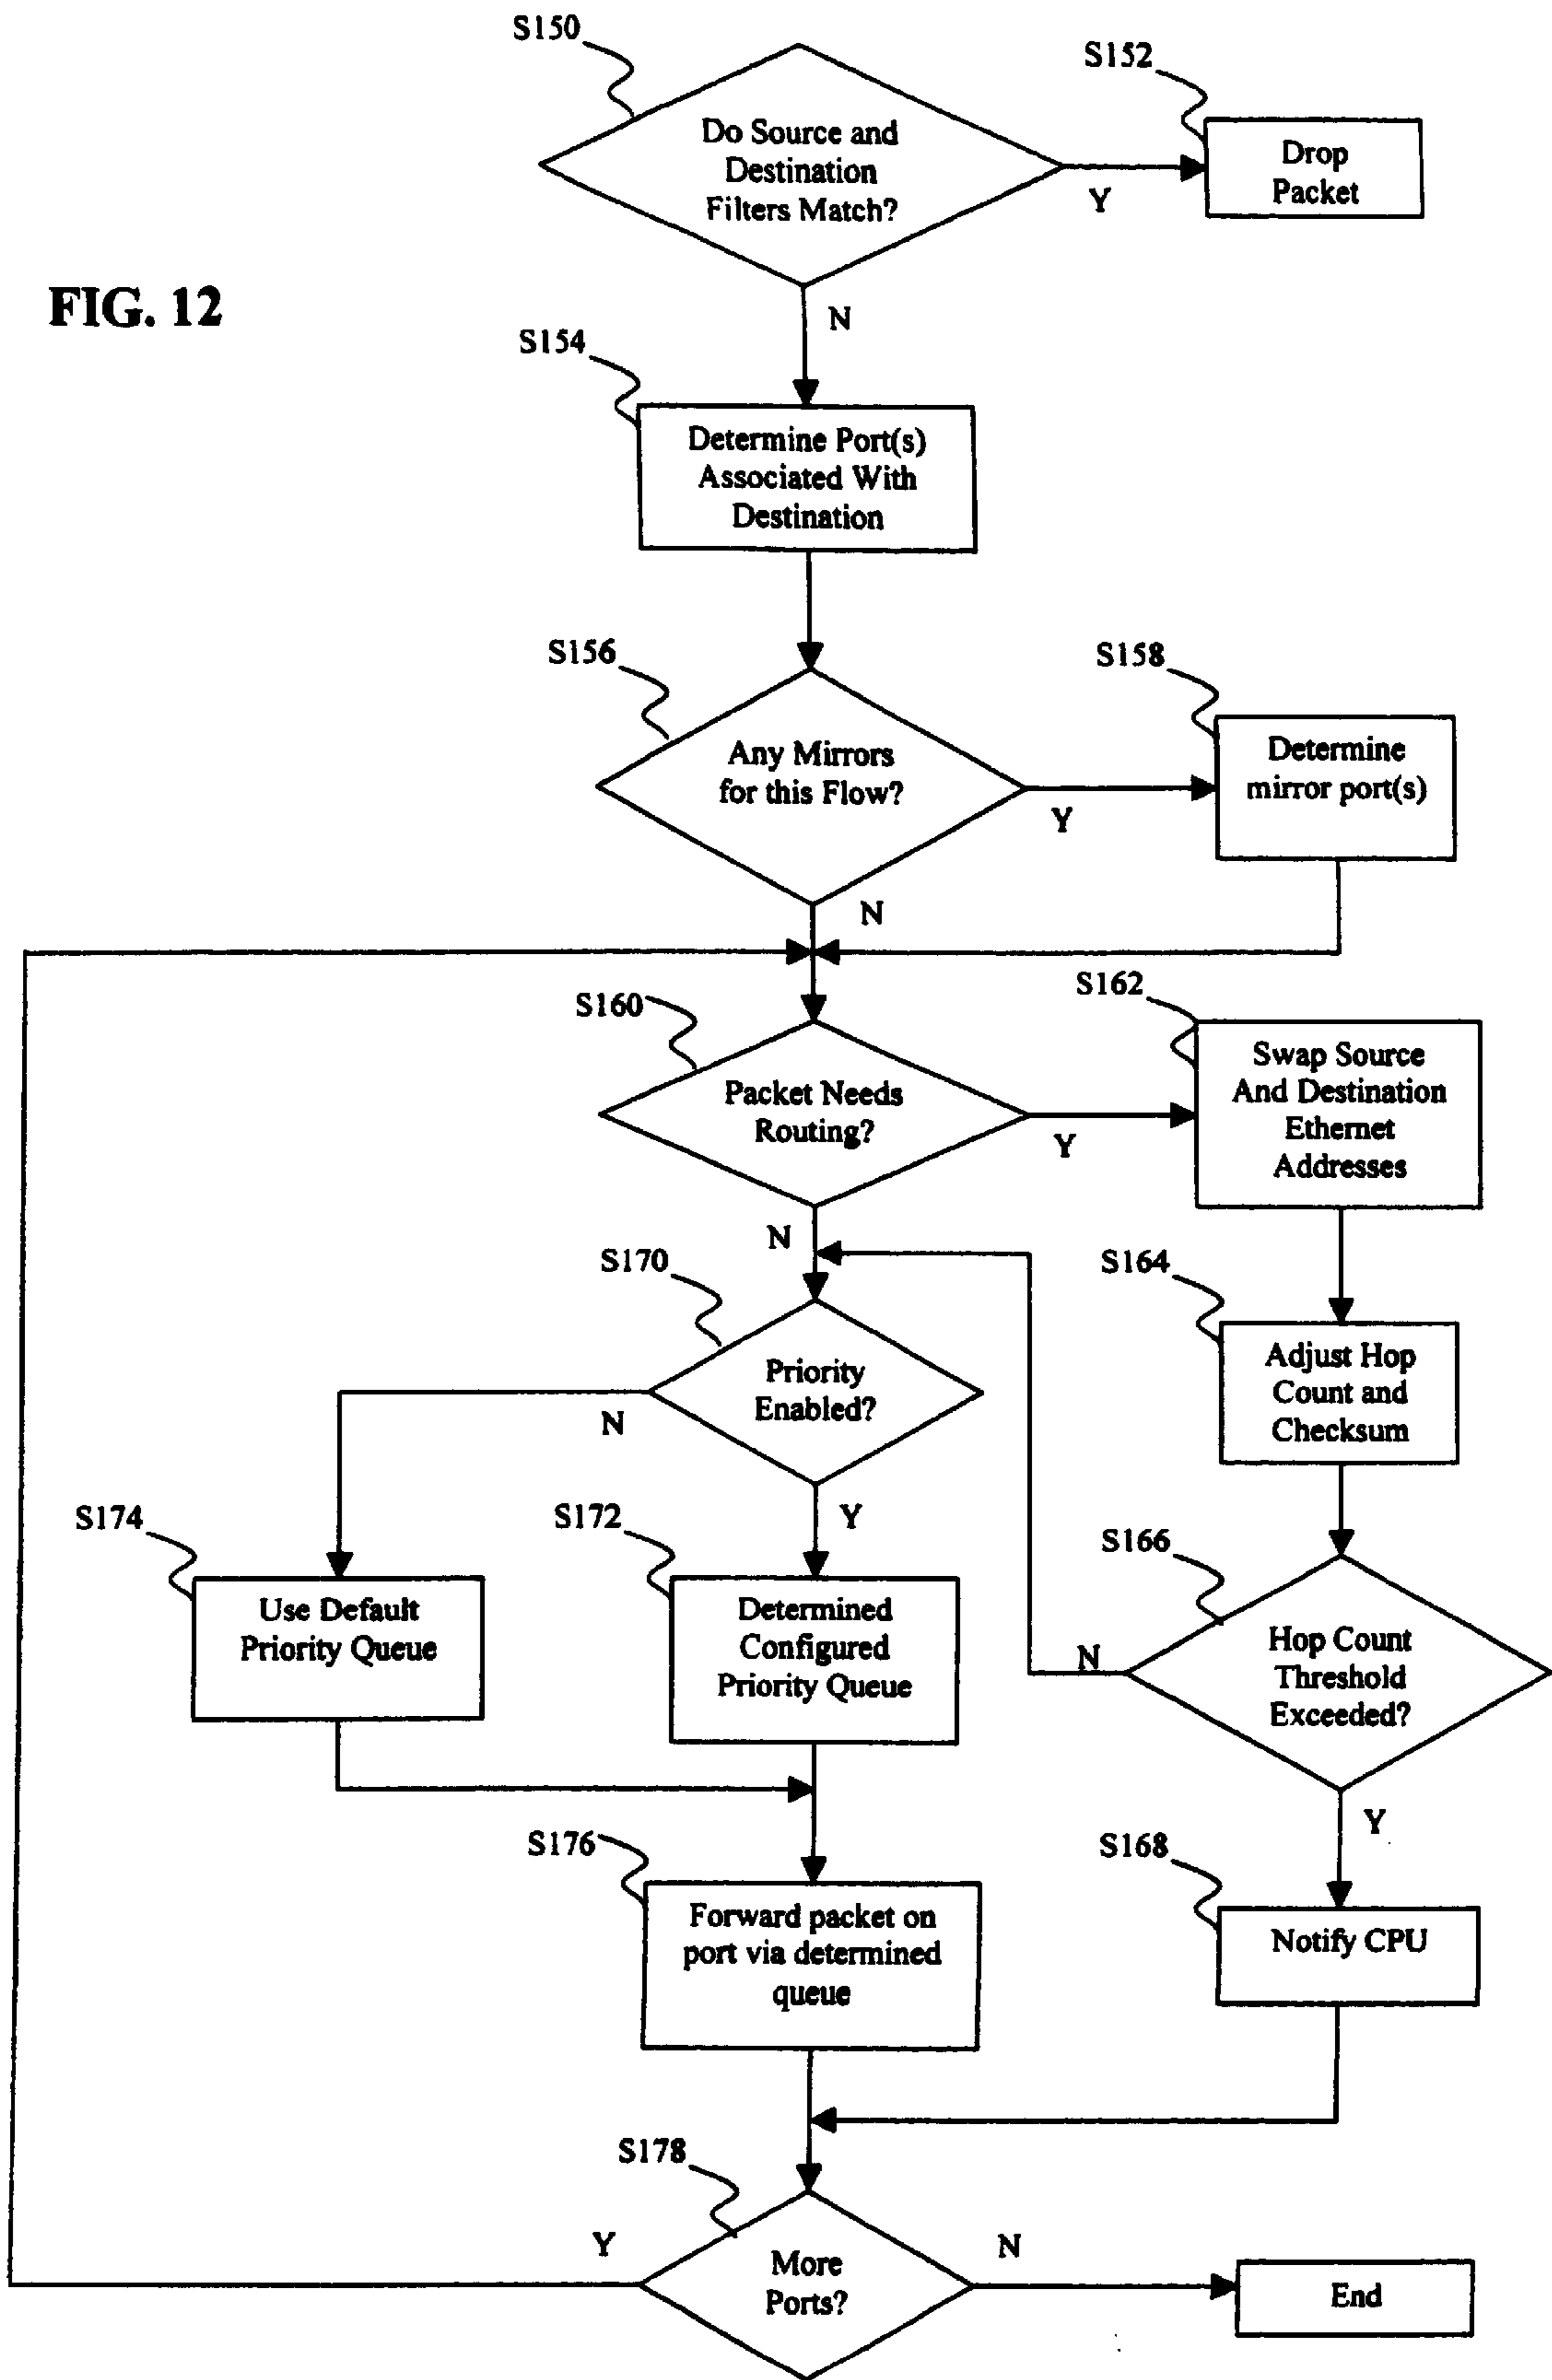 S150
Do Source and
Destination
Filters Match?
Y
S152
Drop
Packet
FIG. 12
N
S154
Determine Port(s)
Associated With
Destination
S156
Any Mirrors
for this Flow?
Y
S158
Determine
mirror port(s)
N
S160
Packet Needs
Routing?
Y
S162
Swap Source
And Destination
Ethernet
Addresses
N
S164
Adjust Hop
Count and
Checksum
S170
Priority
Enabled?
N
Y
S166
Hop Count
Threshold
Exceeded?
N
Y
S174
Use Default
Priority Queue
S172
Determined
Configured
Priority Queue
S176
Forward packet on
port via determined
queue
S168
Notify CPU
S178
More
Ports?
Y
N
End